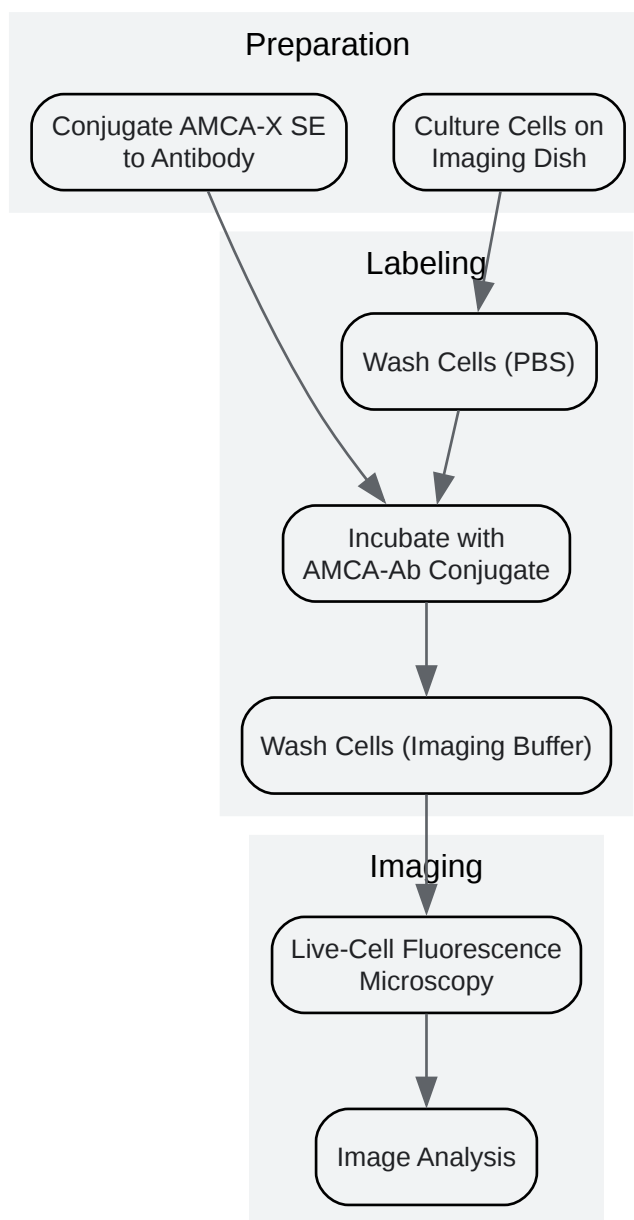 Preparation
Conjugate AMCA-X SE
to Antibody
Culture Cells on
Imaging Dish
Labeling
Wash Cells (PBS)
Incubate with
AMCA-Ab Conjugate
Wash Cells (Imaging Buffer)
Imaging
Live-Cell Fluorescence
Microscopy
Image Analysis